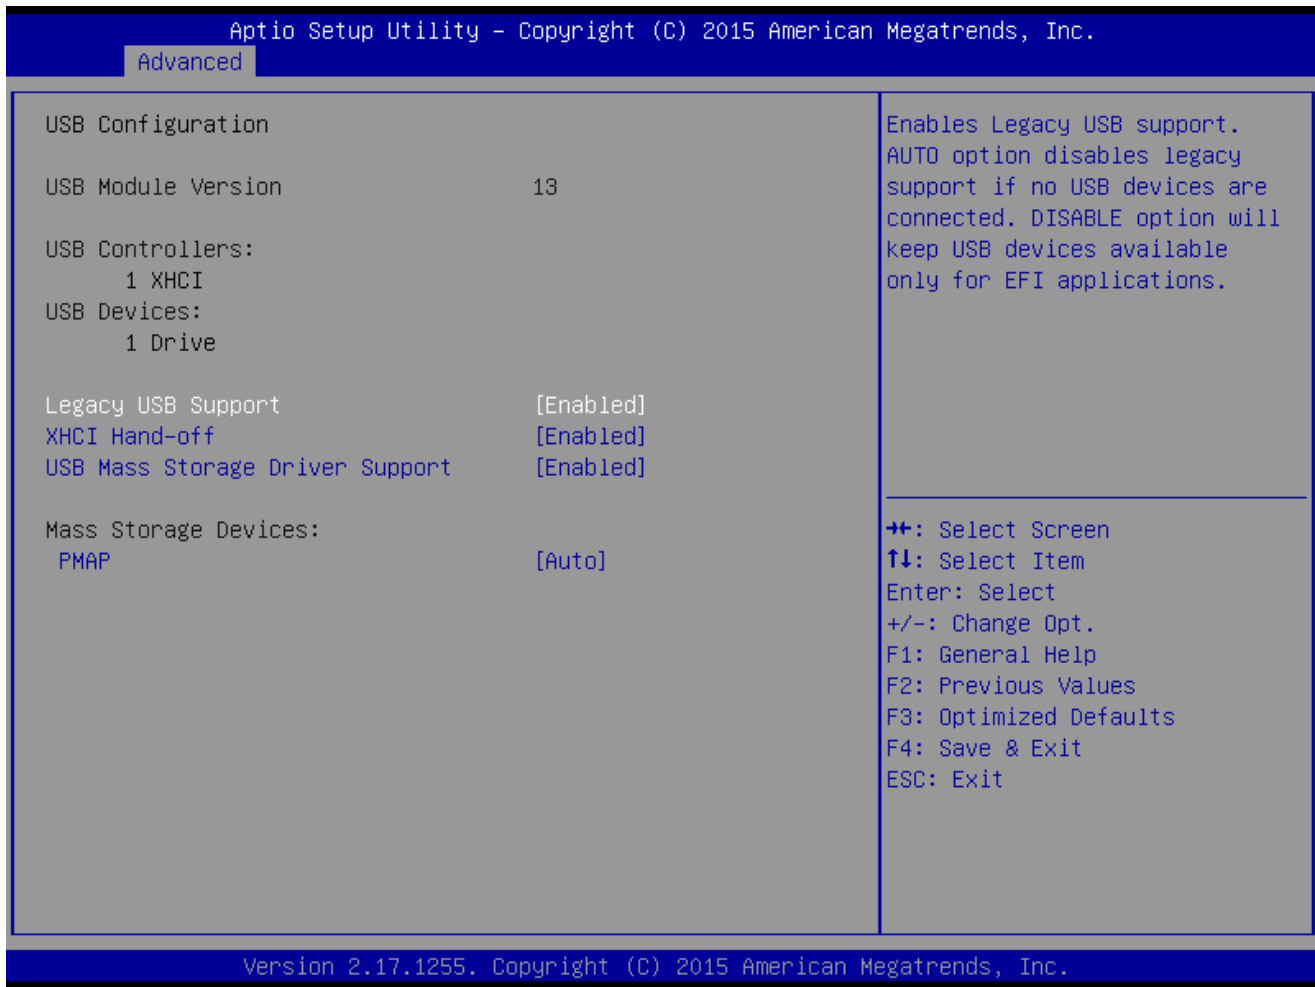 Aptio Setup Utility – Copyright (C) 2015 American Megatrends, Inc.
Advanced
USB Configuration
USB Module Version 13
USB Controllers:
1 XHCI
USB Devices:
1 Drive
Legacy USB Support [Enabled]
XHCI Hand-off [Enabled]
USB Mass Storage Driver Support [Enabled]
Mass Storage Devices:
PMAP [Auto]
Enables Legacy USB support.
AUTO option disables legacy
support if no USB devices are
connected. DISABLE option will
keep USB devices available
only for EFI applications.
→←: Select Screen
↑↓: Select Item
Enter: Select
+/-: Change Opt.
F1: General Help
F2: Previous Values
F3: Optimized Defaults
F4: Save & Exit
ESC: Exit
Version 2.17.1255. Copyright (C) 2015 American Megatrends, Inc.